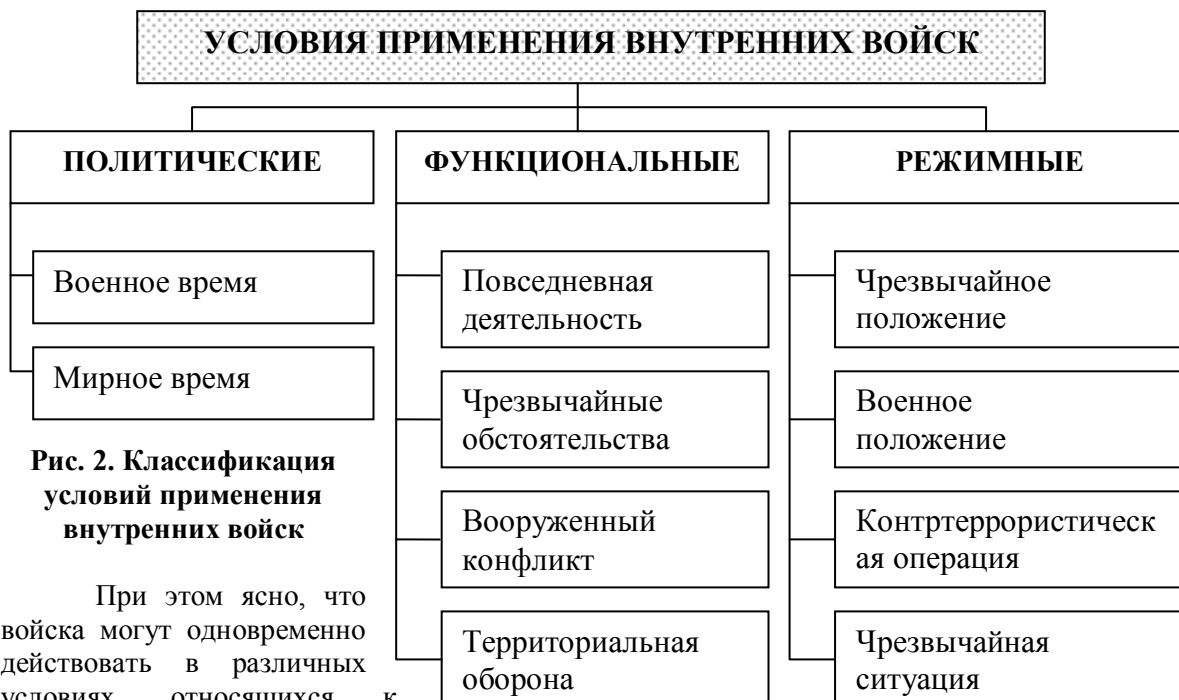 УСЛОВИЯ ПРИМЕНЕНИЯ ВНУТРЕННИХ ВОЙСК
ПОЛИТИЧЕСКИЕ
Военное время
Мирное время
ФУНКЦИОНАЛЬНЫЕ
Повседневная
деятельность
Чрезвычайные
обстоятельства
Вооруженный
конфликт
Территориальная
оборона
РЕЖИМНЫЕ
Чрезвычайное
положение
Военное
положение
Контртеррористическ
ая операция
Чрезвычайная
ситуация
Рис. 2. Классификация
условий применения
внутренних войск
При этом ясно, что
войска могут одновременно
действовать в различных
условиях, относящихся к